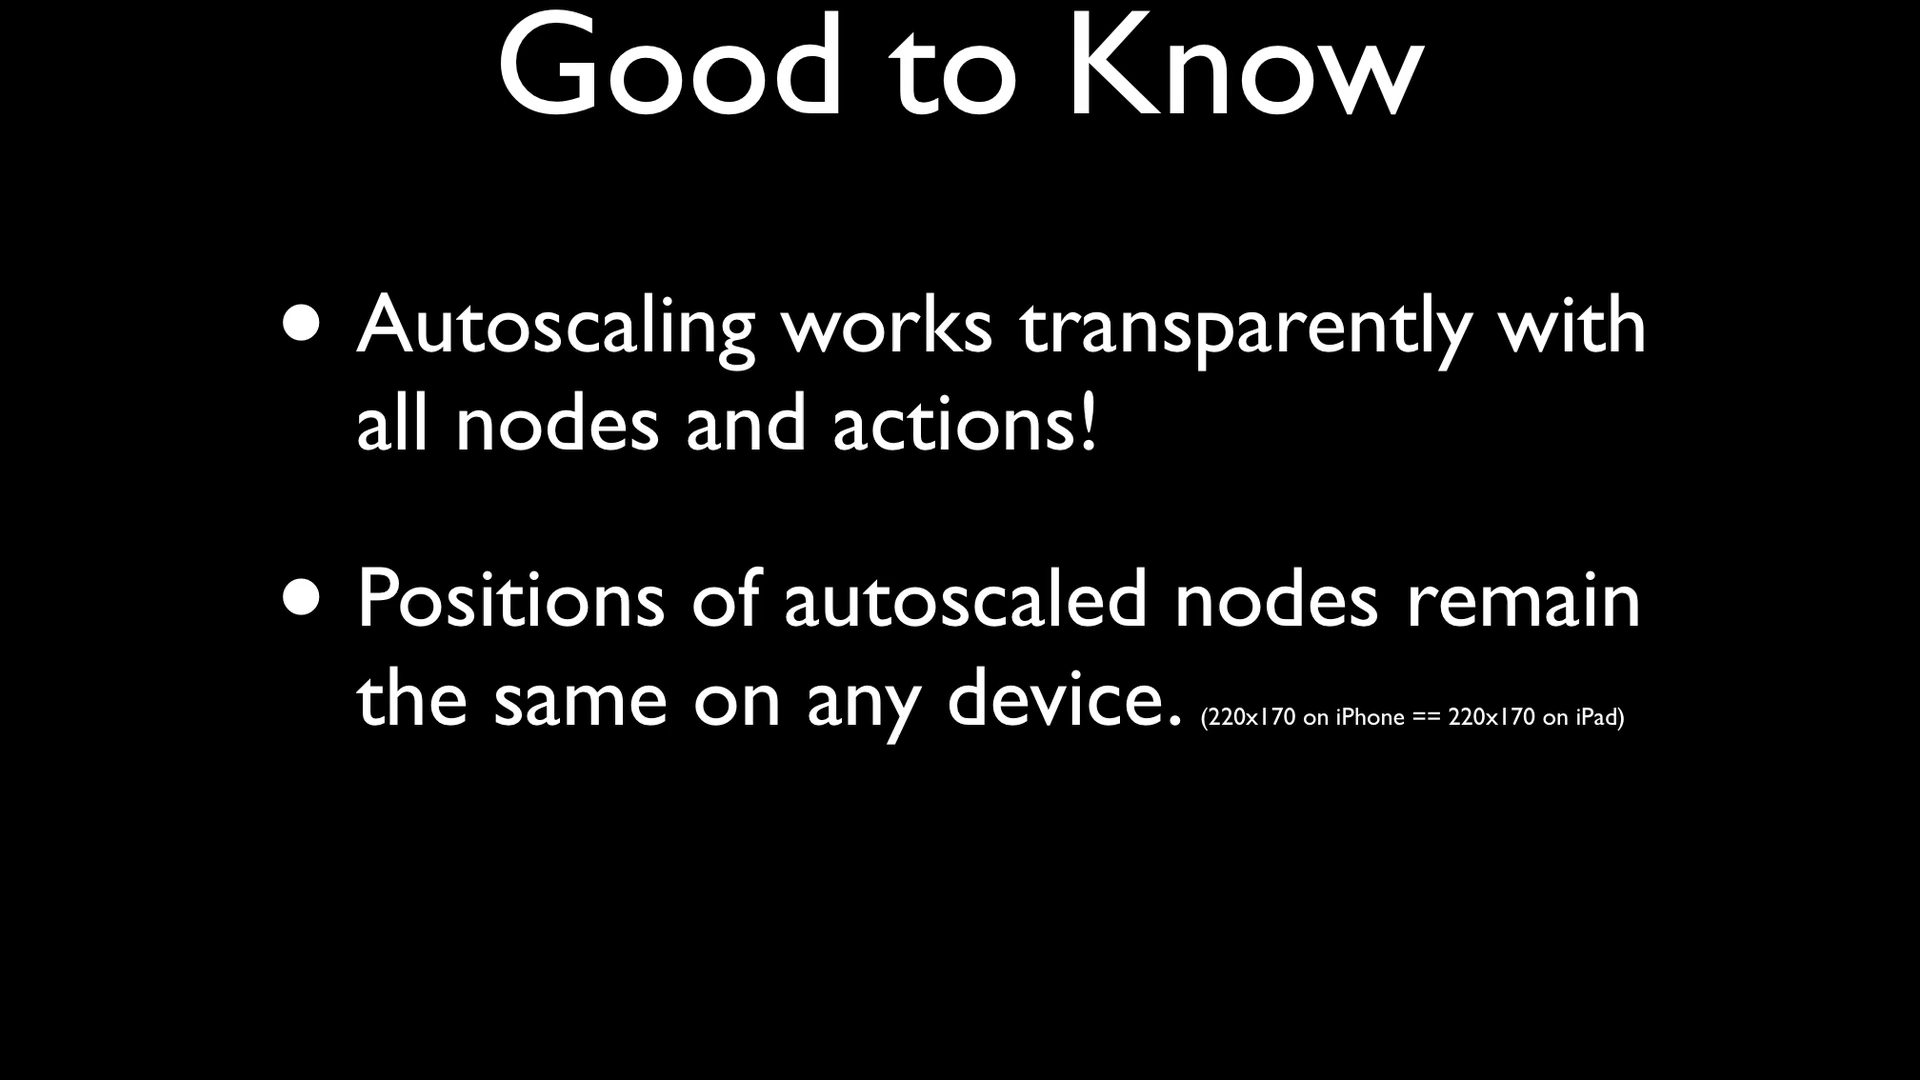 Good to Know
• Autoscaling works transparently with
all nodes and actions!
• Positions of autoscaled nodes remain
the same on any device. (220x170 on iPhone == 220x170 on iPad)